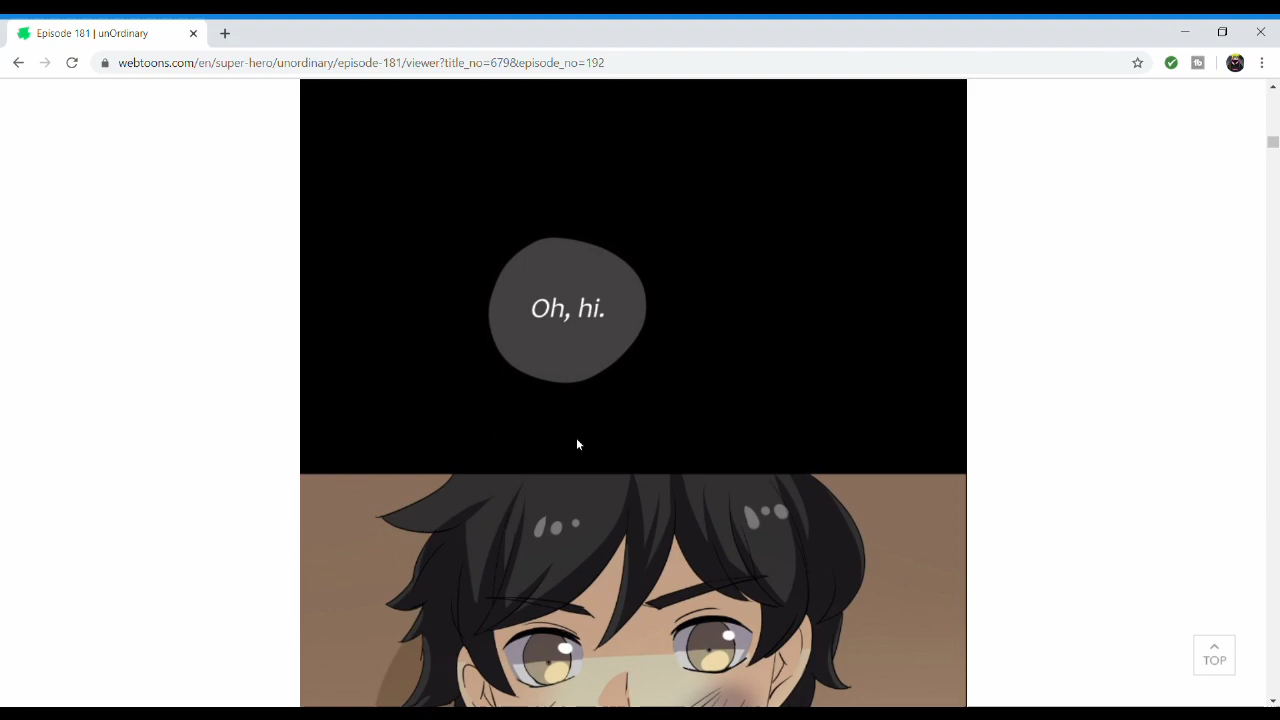 Episode 181 | unOrdinary
webtoons.com/en/super-hero/unordinary/episode-181/viewer?title_no=679&episode_no=192
Oh, hi.
TOP